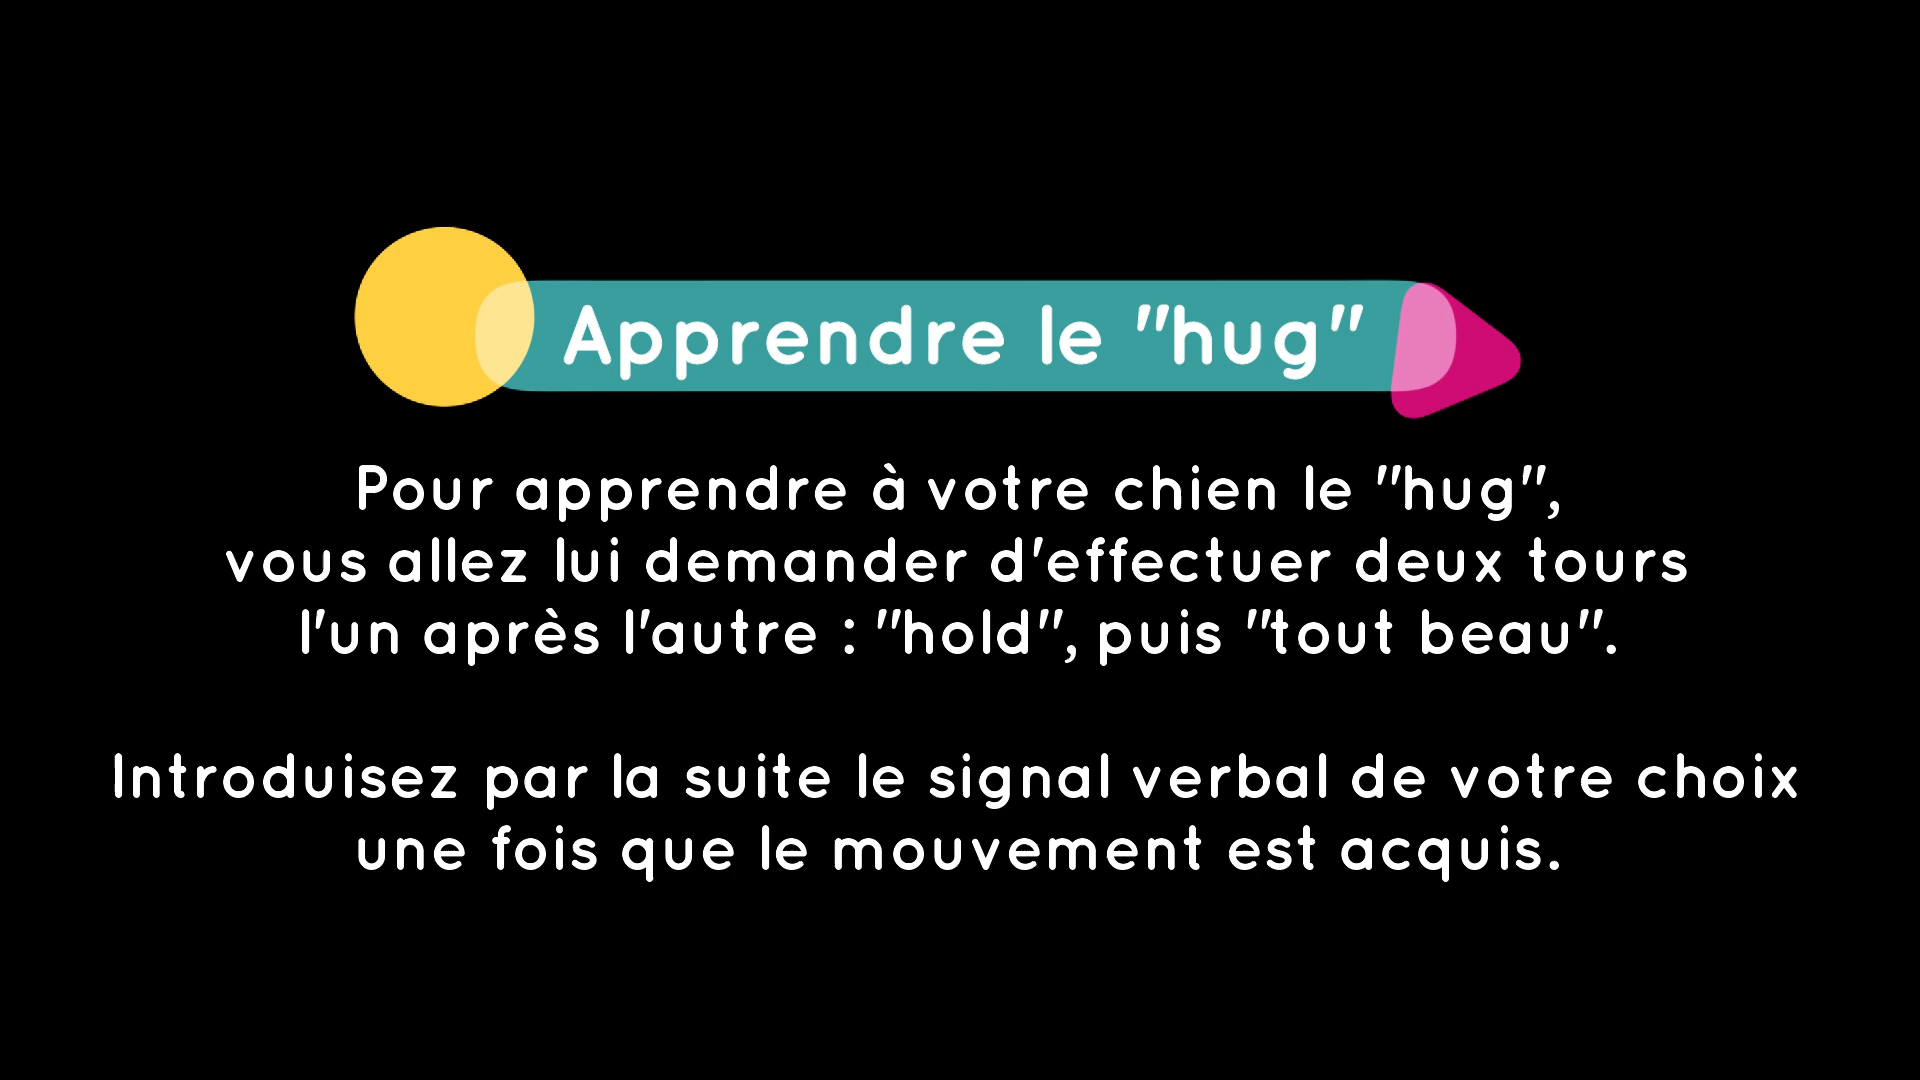 Apprendre le "hug"
Pour apprendre à votre chien le "hug",
vous allez lui demander d'effectuer deux tours
l'un après l'autre : "hold", puis "tout beau".
Introduisez par la suite le signal verbal de votre choix
une fois que le mouvement est acquis.